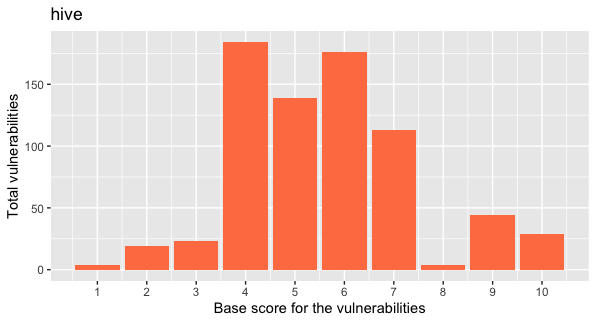 hive
Total vulnerabilities
150
100
50
0
1 2 3 4 5 6 7 8 9 10
Base score for the vulnerabilities